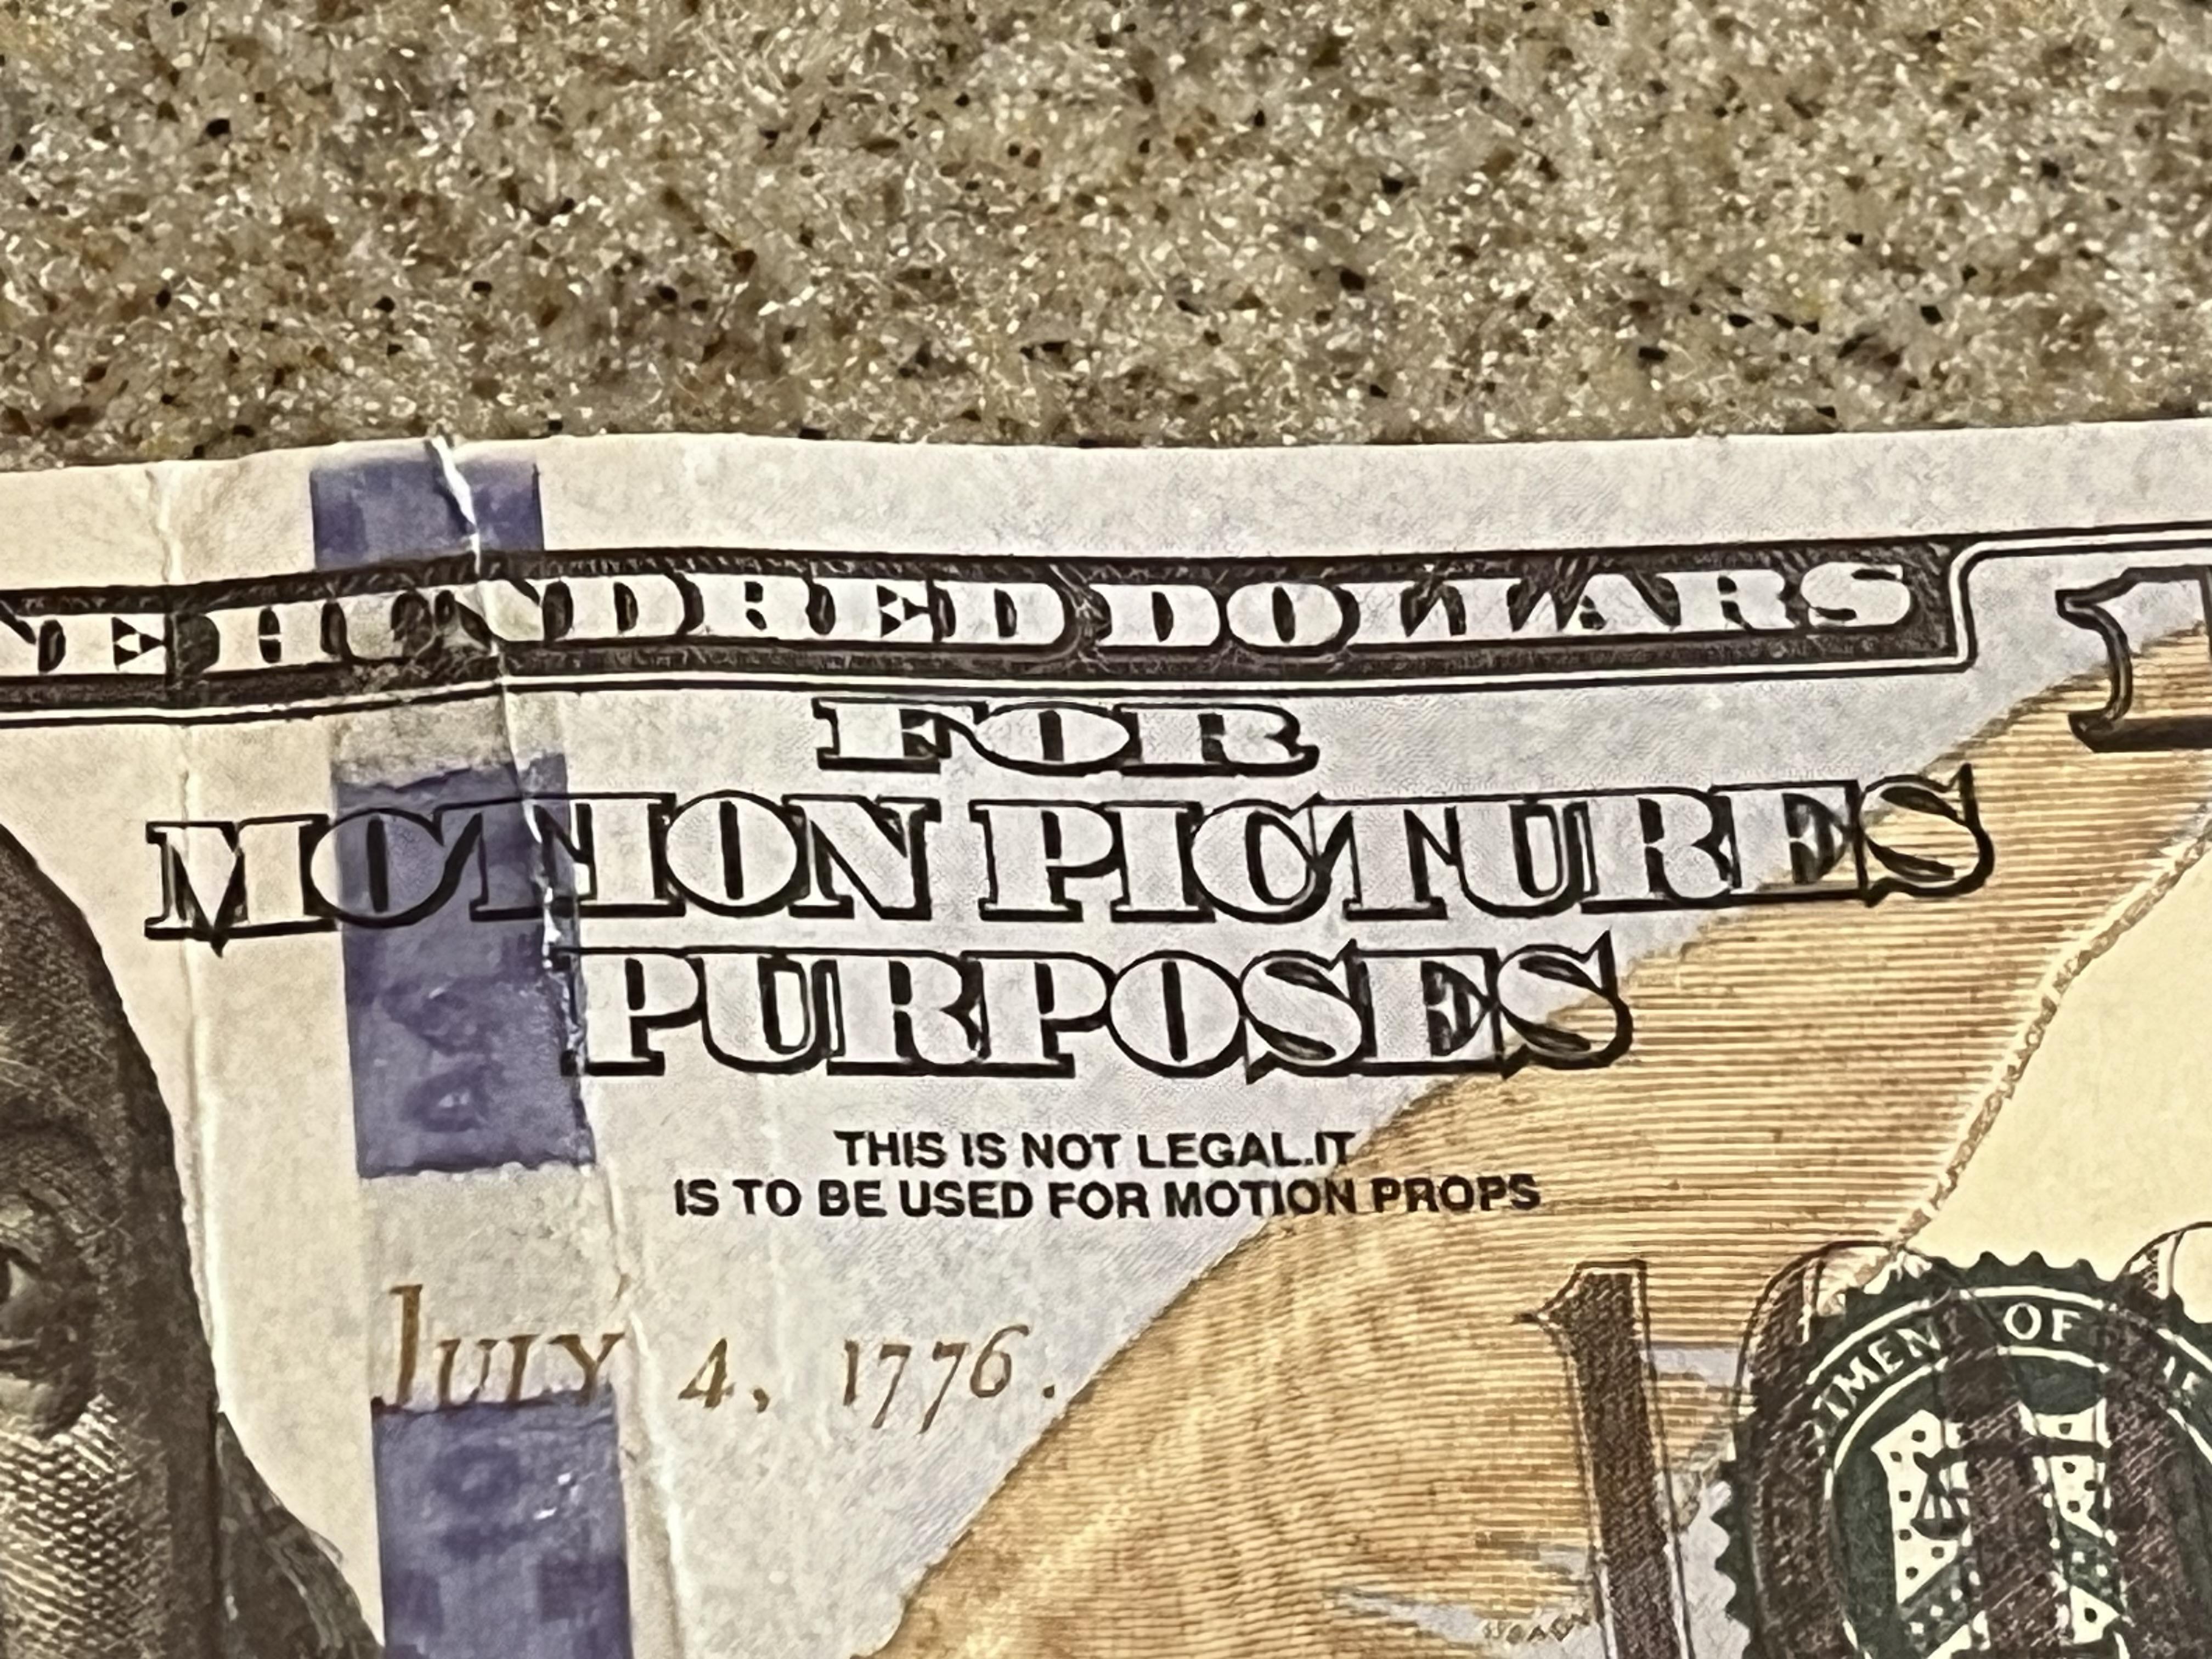 HUNDRED DOLLARS
FOR
MOTION PICTURES
PURPOSES
THIS IS NOT LEGAL.IT
IS TO BE USED FOR MOTION PROPS
JULY 4, 1776.
OF